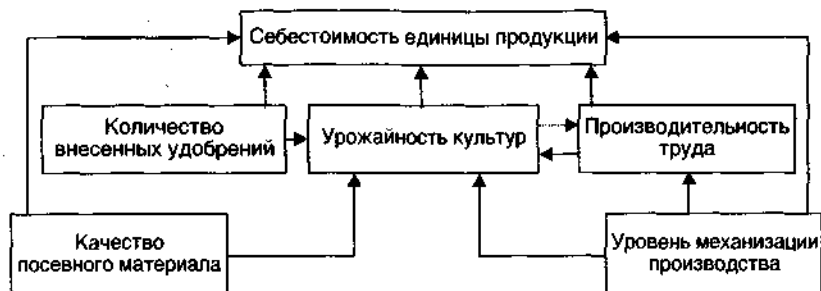 Себестоимость единицы продукции
Количество
внесенных удобрений
Урожайность культур
Производительность
труда
Качество
посевного материала
Уровень механизации
производства